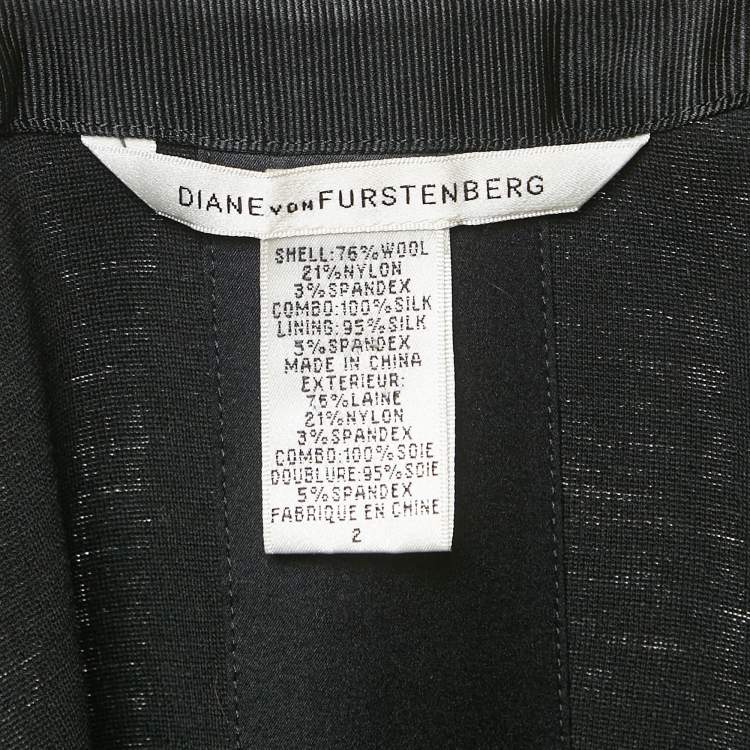 DIANE VON FURSTENBERG
SHELL:76%WOOL
21%NYLON
3%SPANDEX
COMBO:100%SILK
LINING:95%SILK
5%SPANDEX
MADE IN CHINA
EXTERIEUR:
76%LAINE
21%NYLON
3%SPANDEX
COMBO:100%SOIE
DOUBLURE:95%SOIE
5%SPANDEX
FABRIQUE EN CHINE
2